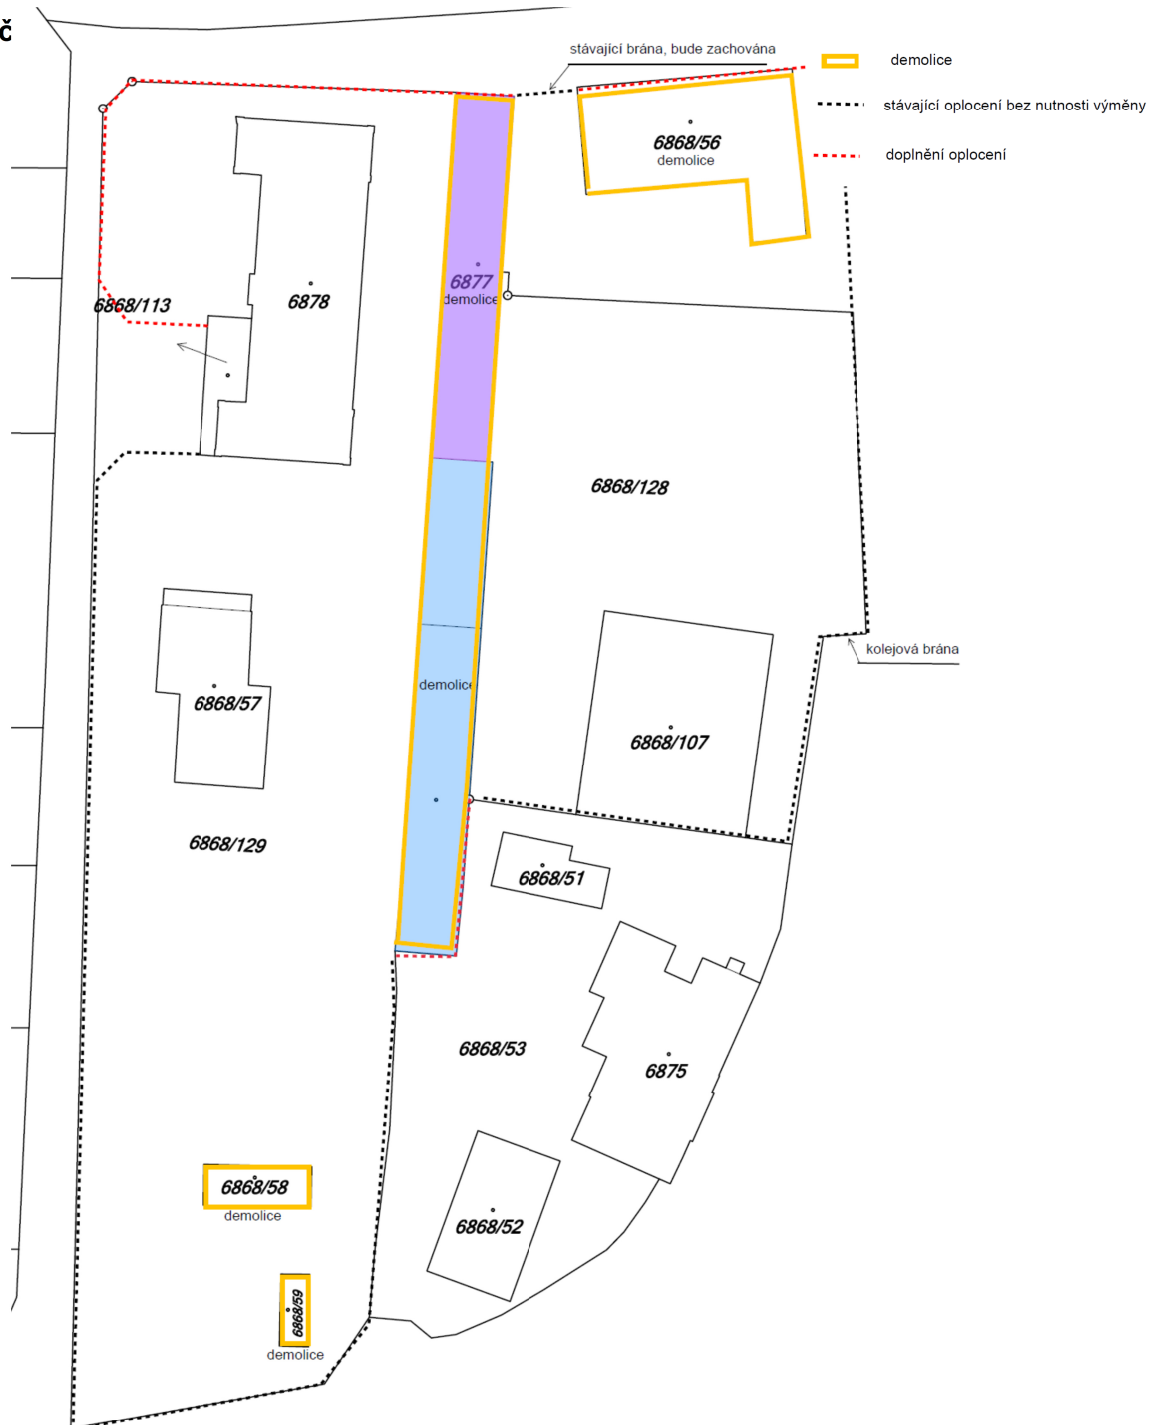 č
stávající brána, bude zachována
demolice
stávající oplocení bez nutnosti výměny
doplnění oplocení
6868/56
demolice
6877
demolice
6868/113
6878
6868/128
kolejová brána
demolice
6868/57
6868/107
6868/129
6868/51
6868/53
6875
6868/58
demolice
6868/52
6868/59
demolice